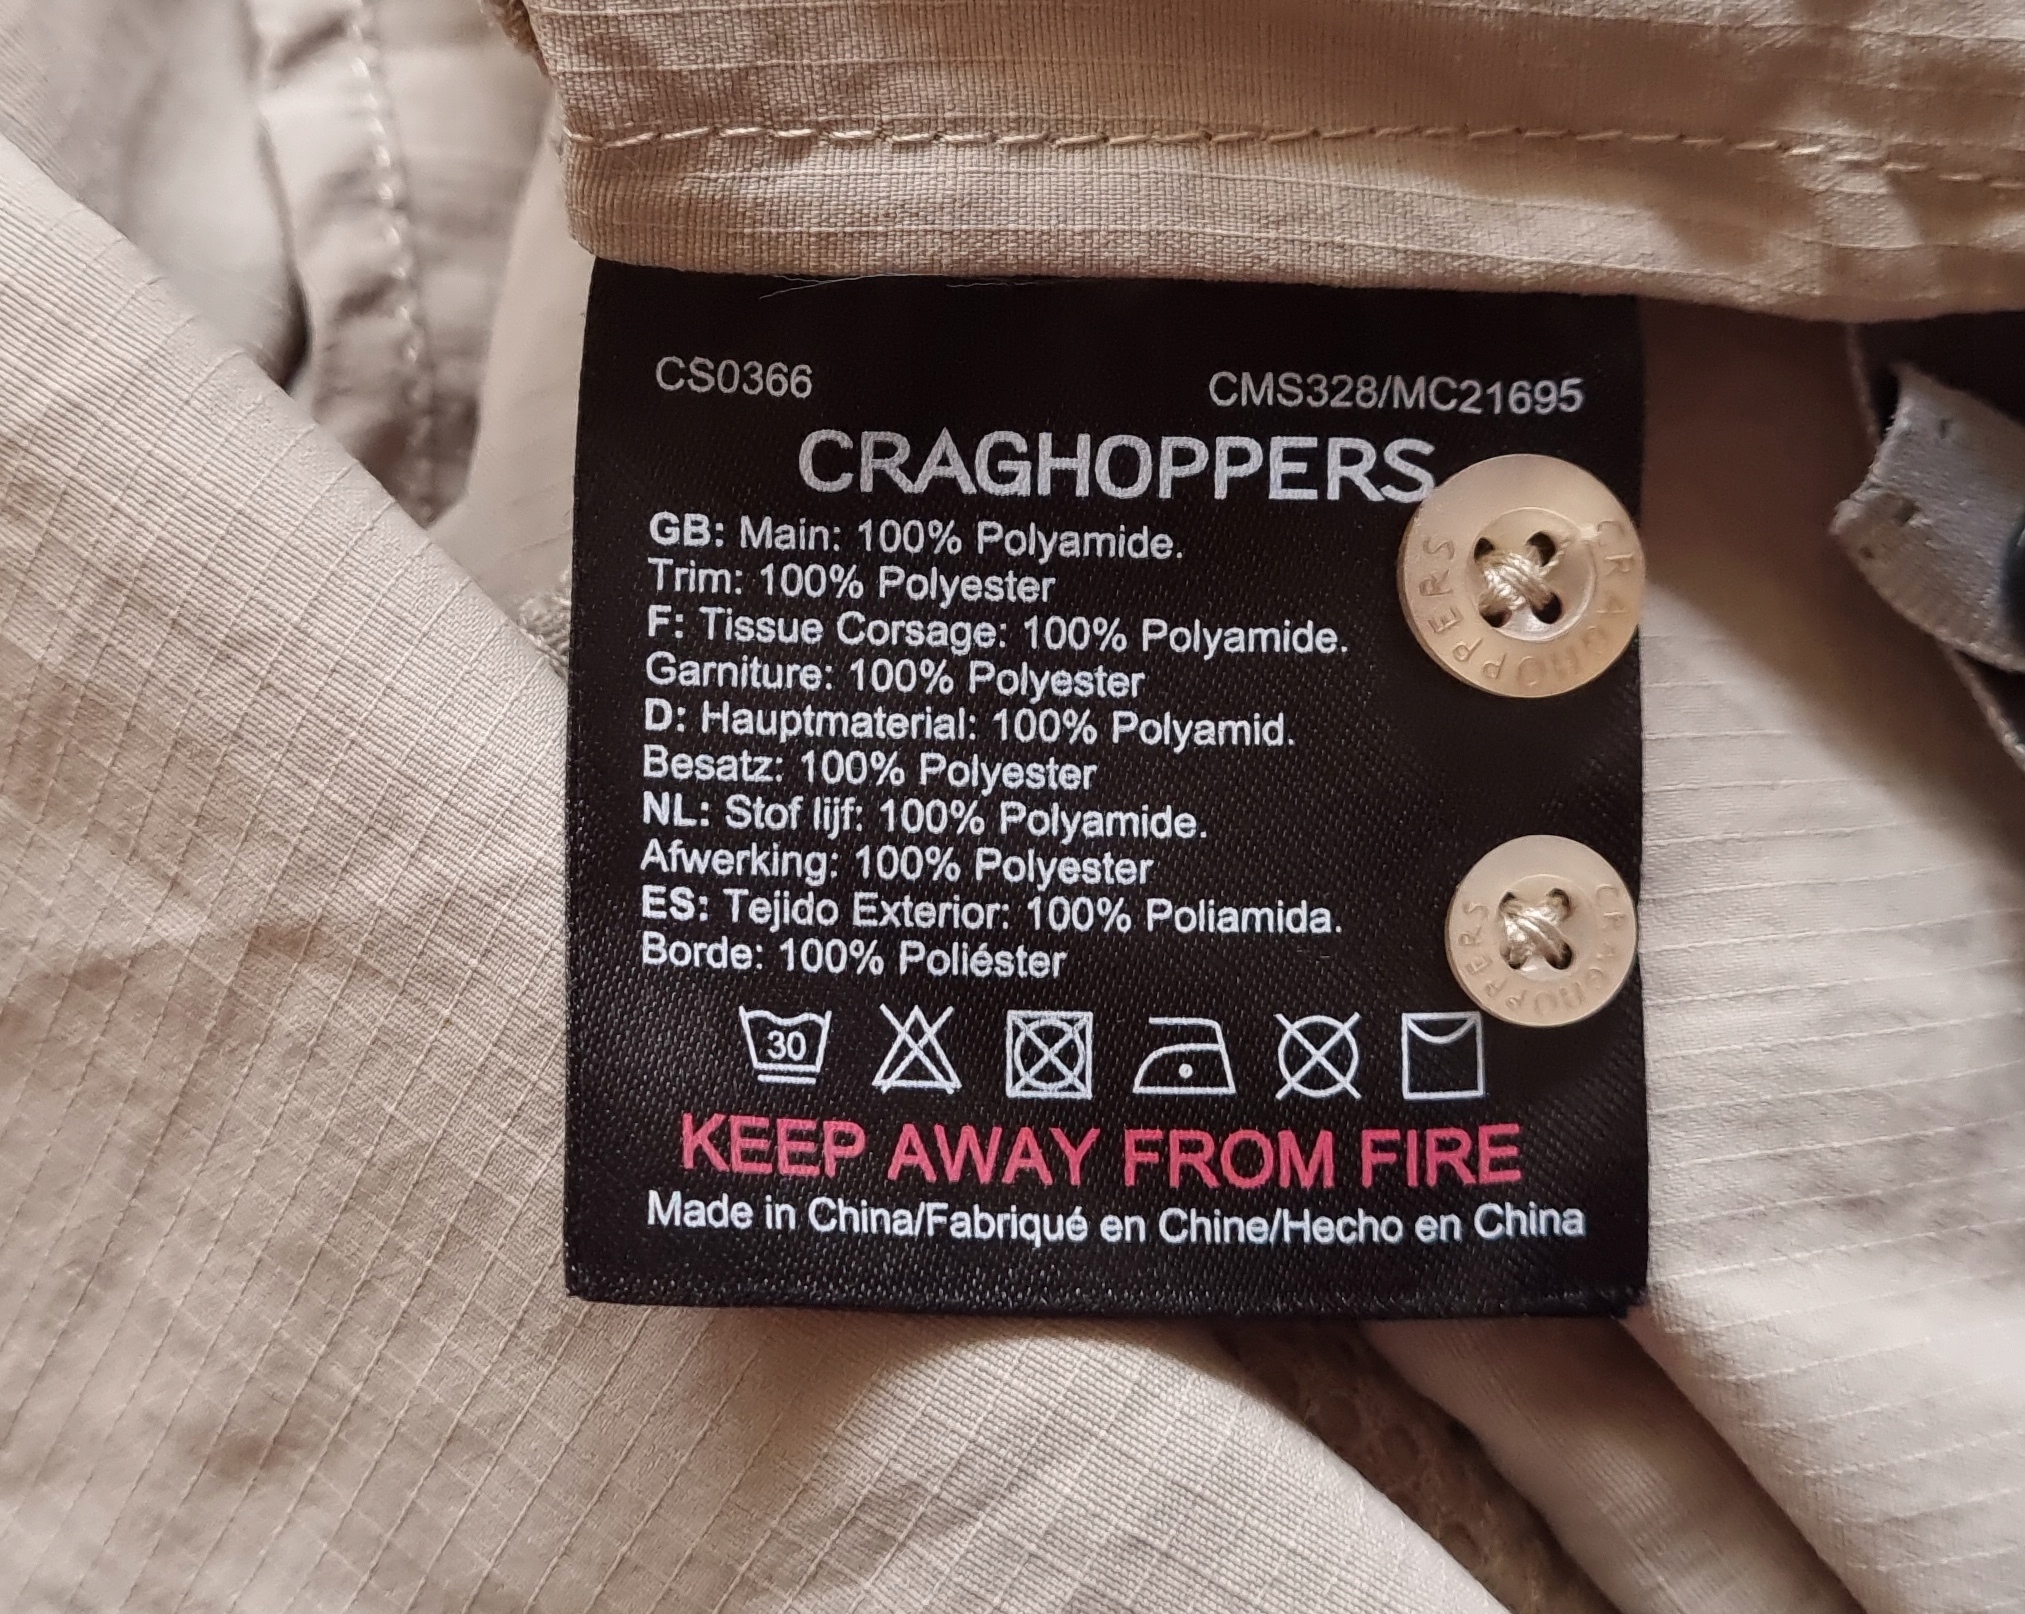 CS0366 CMS328/MC21695
CRAGHOPPERS
GB: Main: 100% Polyamide.
Trim: 100% Polyester
F: Tissue Corsage: 100% Polyamide.
Garniture: 100% Polyester
D: Hauptmaterial: 100% Polyamid.
Besatz: 100% Polyester
NL: Stof lijf: 100% Polyamide.
Afwerking: 100% Polyester
ES: Tejido Exterior: 100% Poliamida.
Borde: 100% Poliéster
30
KEEP AWAY FROM FIRE
Made in China/Fabriqué en Chine/Hecho en China
CRAGHOPPERS
CRAGHOPPERS